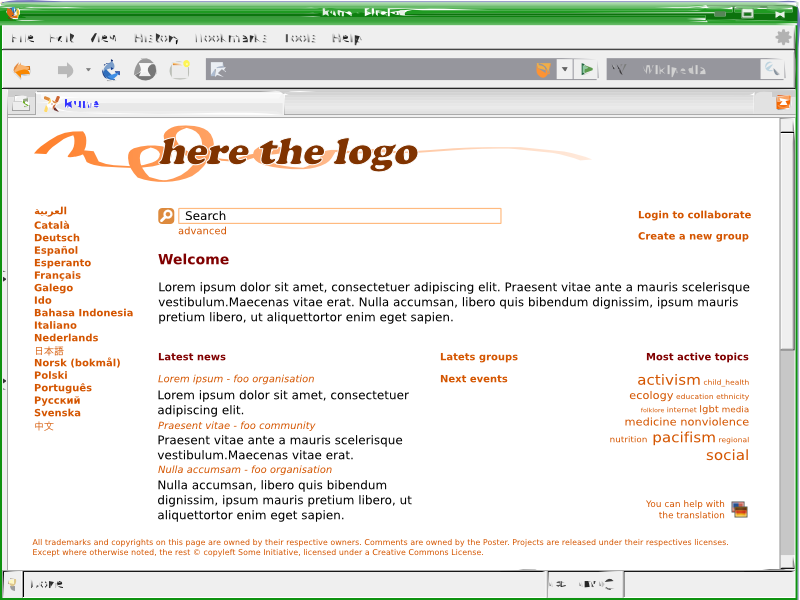 kune - Firefox
File Edit View History Bookmarks Tools Help
Wikipedia
kune
here the logo
العربية
Català
Deutsch
Español
Esperanto
Français
Galego
Ido
Bahasa Indonesia
Italiano
Nederlands
日本語
Norsk (bokmål)
Polski
Português
Русский
Svenska
中文
Search
advanced
Login to collaborate
Create a new group
Welcome
Lorem ipsum dolor sit amet, consectetuer adipiscing elit. Praesent vitae ante a mauris scelerisque
vestibulum.Maecenas vitae erat. Nulla accumsan, libero quis bibendum dignissim, ipsum mauris
pretium libero, ut aliquettortor enim eget sapien.
Latest news
Lorem ipsum - foo organisation
Lorem ipsum dolor sit amet, consectetuer
adipiscing elit.
Praesent vitae - foo community
Praesent vitae ante a mauris scelerisque
vestibulum.Maecenas vitae erat.
Nulla accumsam - foo organisation
Nulla accumsan, libero quis bibendum
dignissim, ipsum mauris pretium libero, ut
aliquettortor enim eget sapien.
Latets groups
Next events
Most active topics
activism child_health
ecology education ethnicity
folklore internet lgbt media
medicine nonviolence
nutrition pacifism regional
social
You can help with
the translation
All trademarks and copyrights on this page are owned by their respective owners. Comments are owned by the Poster. Projects are released under their respectives licenses.
Except where otherwise noted, the rest © copyleft Some Initiative, licensed under a Creative Commons License.